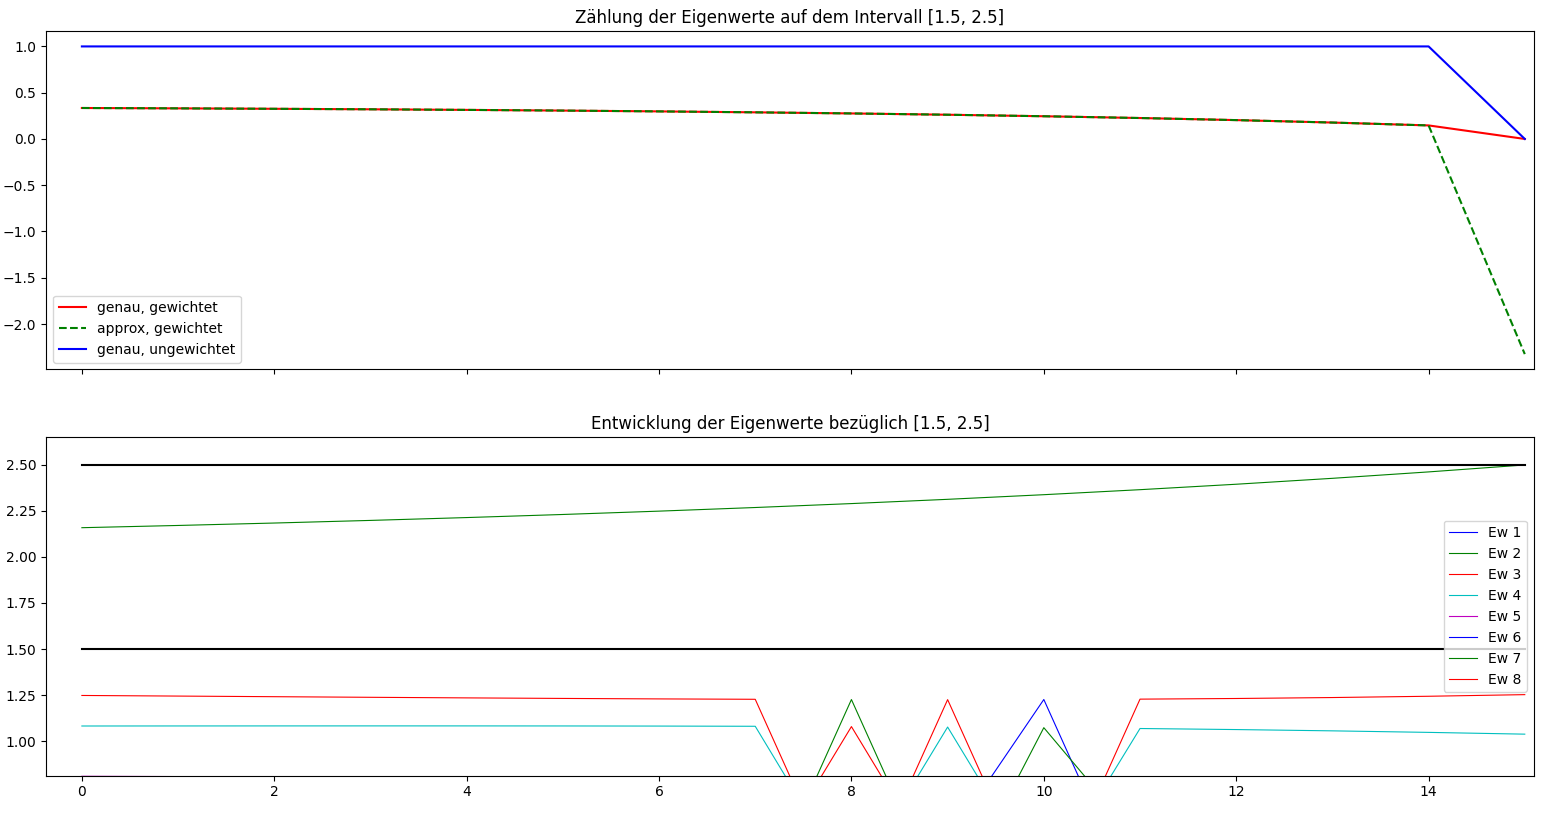 Zählung der Eigenwerte auf dem Intervall [1.5, 2.5]
1.0
0.5
0.0
−0.5
−1.0
−1.5
−2.0
genau, gewichtet
approx, gewichtet
genau, ungewichtet
Entwicklung der Eigenwerte bezüglich [1.5, 2.5]
2.50
2.25
2.00
1.75
1.50
1.25
1.00
Ew 1
Ew 2
Ew 3
Ew 4
Ew 5
Ew 6
Ew 7
Ew 8
0 2 4 6 8 10 12 14